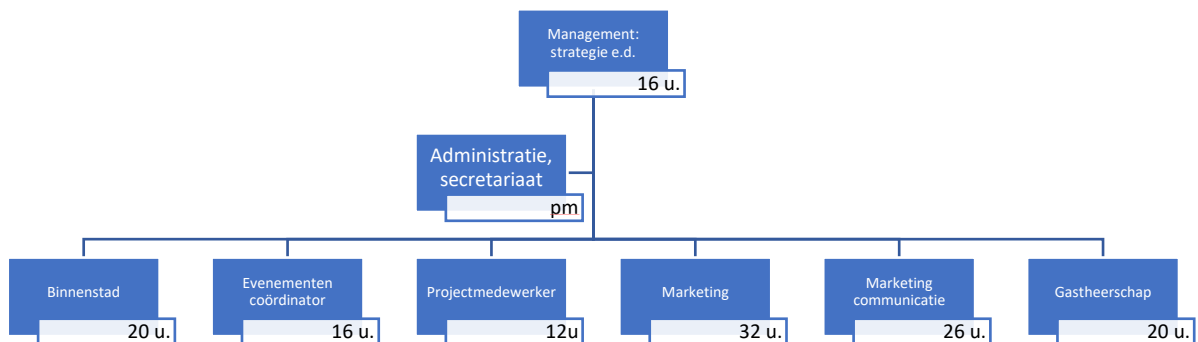 Management:
strategie e.d.
16 u.
Administratie,
secretariaat
pm
Binnenstad
20 u.
Evenementen
coördinator
16 u.
Projectmedewerker
12u
Marketing
32 u.
Marketing
communicatie
26 u.
Gastheerschap
20 u.